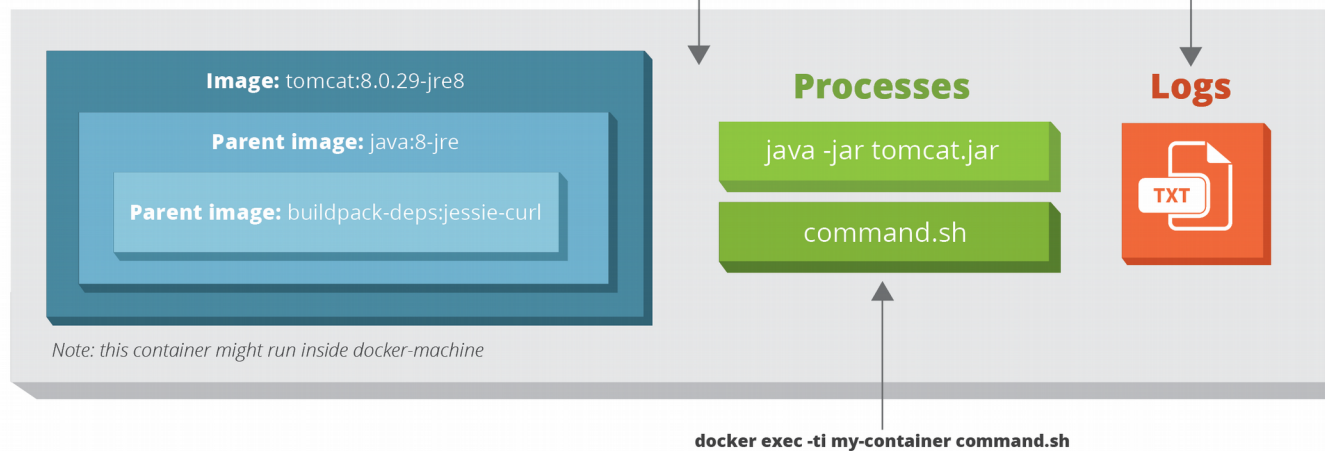 Image: tomcat:8.0.29-jre8
Parent image: java:8-jre
Parent image: buildpack-deps:jessie-curl
Note: this container might run inside docker-machine
Processes
java -jar tomcat.jar
command.sh
Logs
TXT
docker exec -ti my-container command.sh